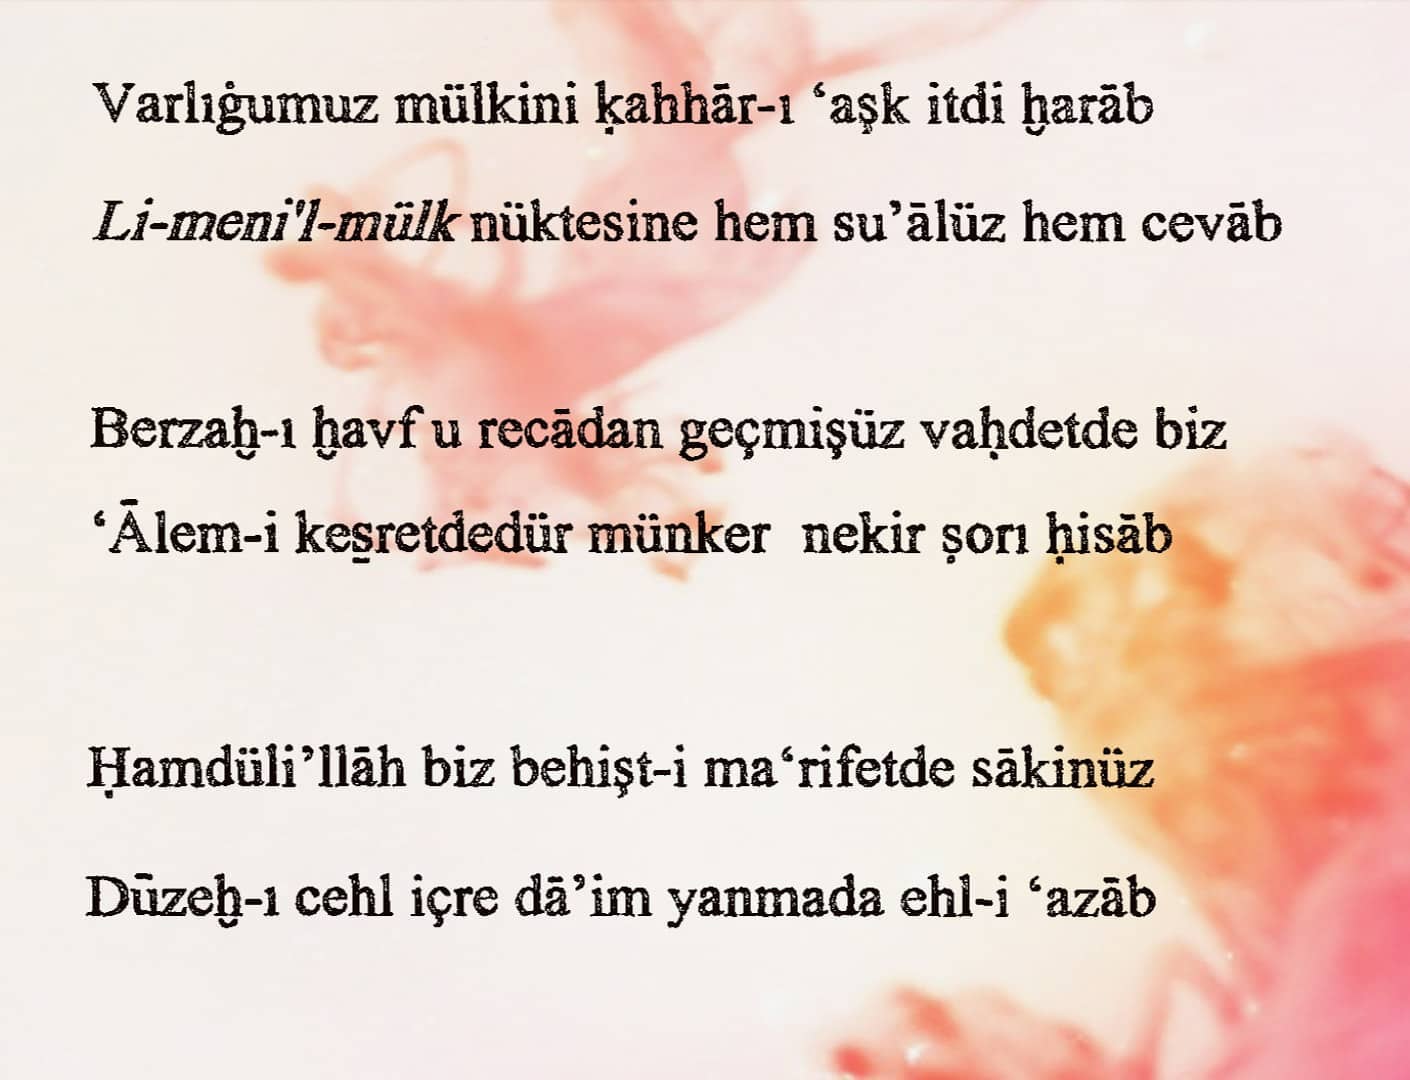 Varlıġumuz mülkini ḳahhār-ı ‘aşk itdi ḫarāb
Li-meni'l-mülk nüktesine hem su’ālüz hem cevāb
Berzaḫ-ı ḫavf u recādan geçmişüz vaḥdetde biz
‘Ālem-i kes̱retdedür münker nekir ṣorı ḥisāb
Ḥamdüli’llāh biz behişt-i ma‘rifetde sākinüz
Dūzeḫ-ı cehl içre dā’im yanmada ehl-i ‘azāb